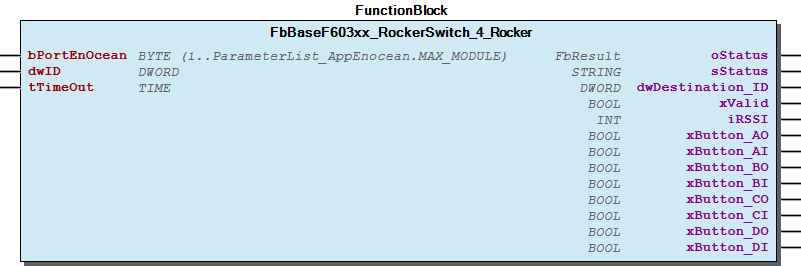 FunctionBlock
FbBaseF603xx_RockerSwitch_4_Rocker
bPortEnOcean BYTE (1..ParameterList_AppEnocean.MAX_MODULE) FbResult oStatus
dwID DWORD STRING sStatus
tTimeOut TIME DWORD dwDestination_ID
BOOL xValid
INT iRSSI
BOOL xButton_AO
BOOL xButton_AI
BOOL xButton_BO
BOOL xButton_BI
BOOL xButton_CO
BOOL xButton_CI
BOOL xButton_DO
BOOL xButton_DI